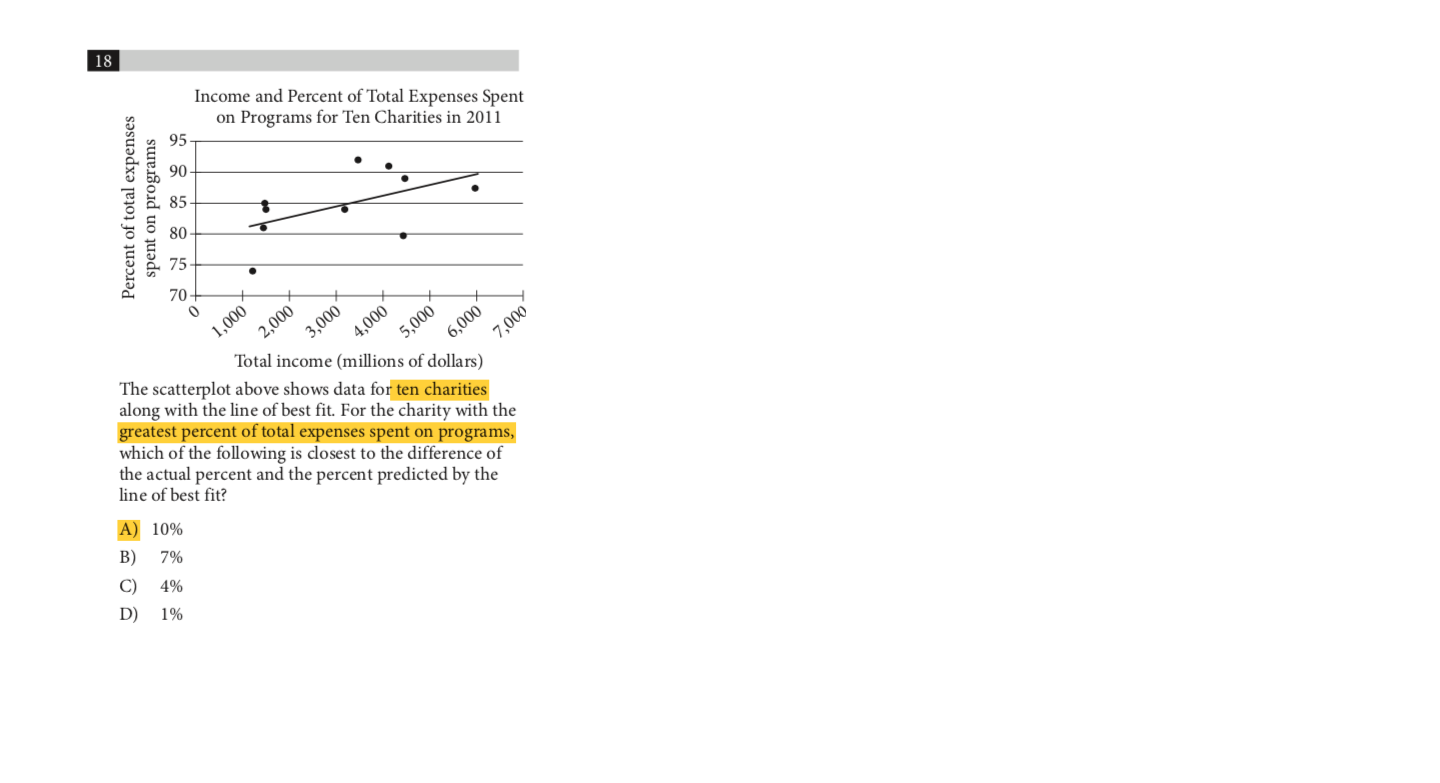 18
Income and Percent of Total Expenses Spent
on Programs for Ten Charities in 2011
Percent of total expenses
spent on programs
95
90
85
80
75
70
0
1,000
2,000
3,000
4,000
5,000
6,000
7,000
Total income (millions of dollars)
The scatterplot above shows data for ten charities
along with the line of best fit. For the charity with the
greatest percent of total expenses spent on programs,
which of the following is closest to the difference of
the actual percent and the percent predicted by the
line of best fit?
A) 10%
B) 7%
C) 4%
D) 1%